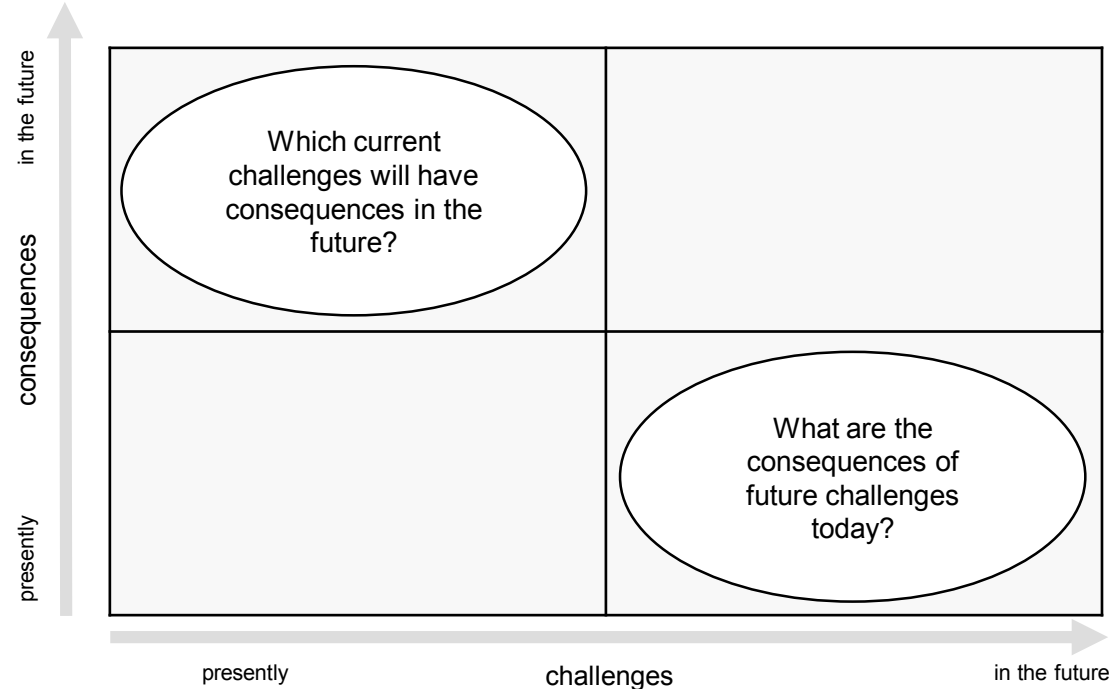 in the future
Which current
challenges will have
consequences in the
future?
consequences
What are the
consequences of
future challenges
today?
presently
presently
challenges
in the future